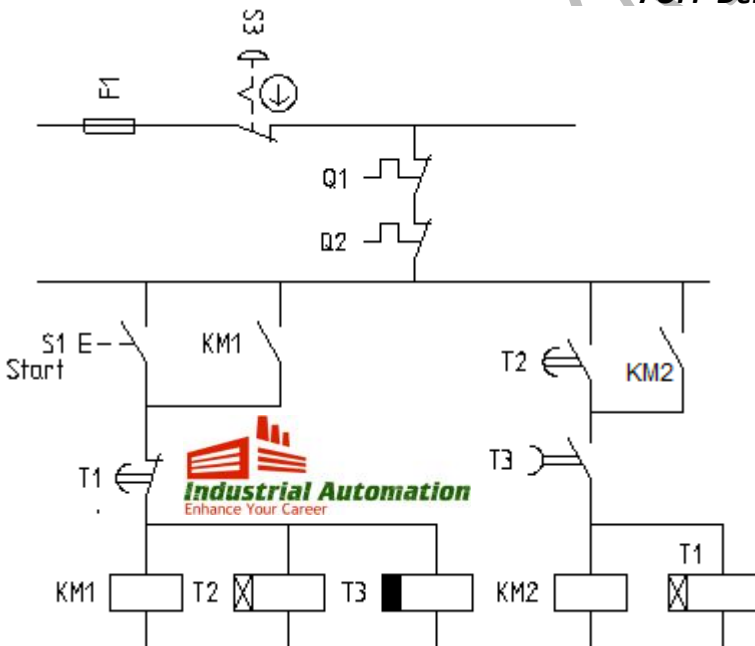 S3
F1
Q1
Q2
S1
Start
KM1
T2
KM2
T1
T3
Industrial Automation
Enhance Your Career
KM1
T2
T3
KM2
T1